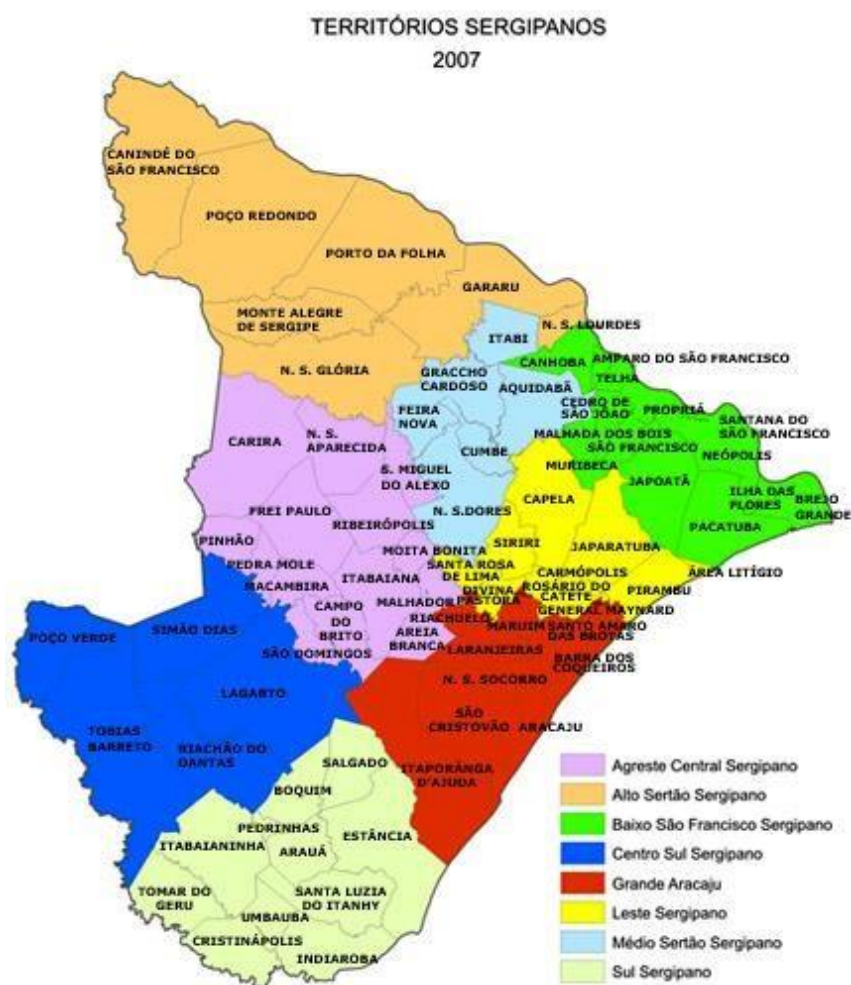 TERRITÓRIOS SERGIPANOS
2007
CANINDÉ DO
SÃO FRANCISCO
POÇO REDONDO
PORTO DA FOLHA
GARARU
MONTE ALEGRE
DE SERGIPE
N. S. LOURDES
ITABI
N. S. GLÓRIA
GRACCHO
CARDOSO
CANHOBA
AMPARO DO SÃO FRANCISCO
TELHA
AQUIDABÃ
CEDRO DE
SÃO JOÃO
PROPRIÁ
SANTANA DO
SÃO FRANCISCO
FEIRA
NOVA
CARIRA
N. S.
APARECIDA
CUMBE
MALHADA DOS BOIS
SÃO FRANCISCO
NEÓPOLIS
S. MIGUEL
DO ALEXO
MURIBECA
JAPOATÃ
ILHA DAS
FLORES
BREJO
GRANDE
CAPELA
FREI PAULO
RIBEIRÓPOLIS
N. S.DORES
PACATUBA
PINHÃO
SIRIRI
JAPARATUBA
MOITA BONITA
PEDRA MOLE
SANTA ROSA
DE LIMA
CARMÓPOLIS
ÁREA LITÍGIO
MACAMBIRA
ITABAIANA
DIVINA
PASTORA
ROSÁRIO DO
CATETE
PIRAMBU
GENERAL MAYNARD
MALHADOR
CAMPO
DO
BRITO
RIACHUELO
MARUIM
SANTO AMARO
DAS BROTAS
AREIA
BRANCA
POÇO VERDE
SIMÃO DIAS
SÃO DOMINGOS
LARANJEIRAS
BARRA DOS
COQUEIROS
N. S. SOCORRO
LAGARTO
SÃO
CRISTOVÃO
ARACAJU
TOBIAS
BARRETO
RIACHÃO DO
DANTAS
SALGADO
ITAPORANGA
D'AJUDA
BOQUIM
PEDRINHAS
ESTÂNCIA
ITABAIANINHA
ARAUÁ
TOMAR DO
GERU
SANTA LUZIA
DO ITANHY
UMBAUBA
CRISTINÁPOLIS
INDIAROBA
Agreste Central Sergipano
Alto Sertão Sergipano
Baixo São Francisco Sergipano
Centro Sul Sergipano
Grande Aracaju
Leste Sergipano
Médio Sertão Sergipano
Sul Sergipano